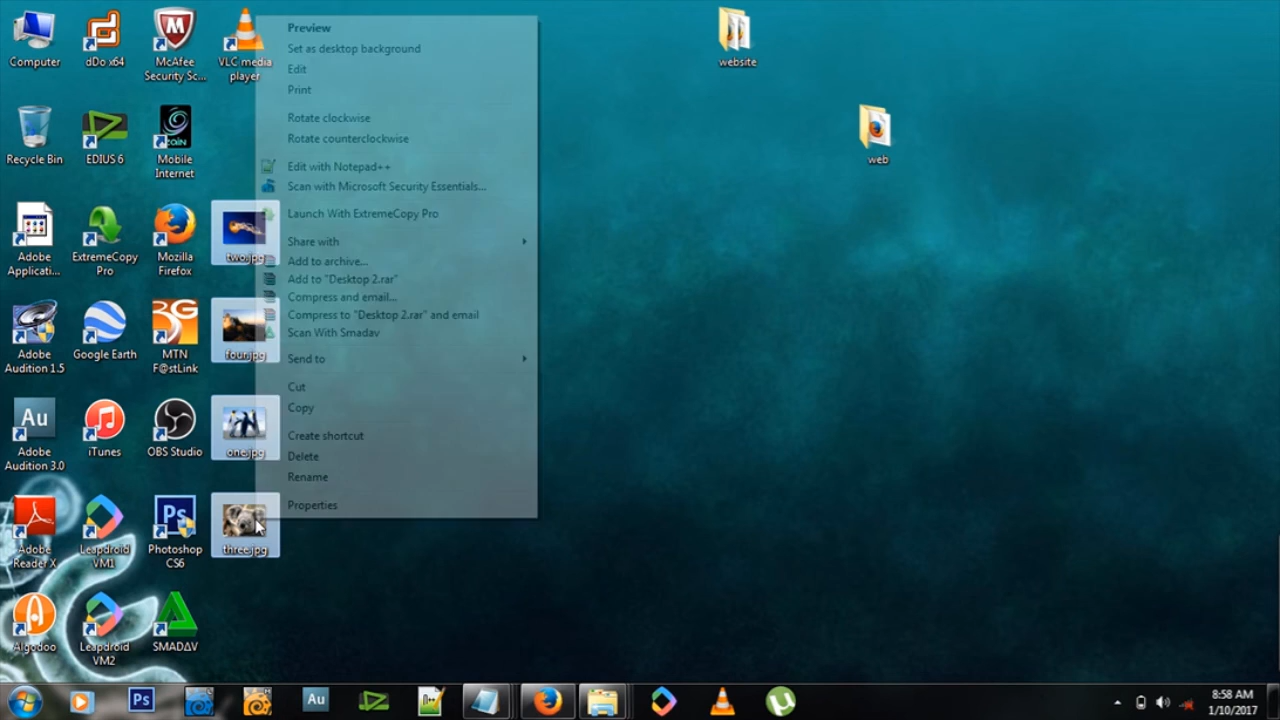 Computer
dDo x64
McAfee
Security Sc...
VLC media
player
website
Recycle Bin
EDIUS 6
Mobile
Internet
web
Adobe
Applicati...
ExtremeCopy
Pro
Mozilla
Firefox
two.jpg
Adobe
Audition 1.5
Google Earth
3G
MTN
F@stLink
four.jpg
Au
Adobe
Audition 3.0
iTunes
OBS Studio
one.jpg
Adobe
Reader X
Leapdroid
VM1
Ps
Photoshop
CS6
three.jpg
Algodoo
Leapdroid
VM2
SMADΔV
Preview
Set as desktop background
Edit
Print
Rotate clockwise
Rotate counterclockwise
Edit with Notepad++
Scan with Microsoft Security Essentials...
Launch With ExtremeCopy Pro
Share with
Add to archive...
Add to "Desktop 2.rar"
Compress and email...
Compress to "Desktop 2.rar" and email
Scan With Smadav
Send to
Cut
Copy
Create shortcut
Delete
Rename
Properties
Ps
Au
8:58 AM
1/10/2017